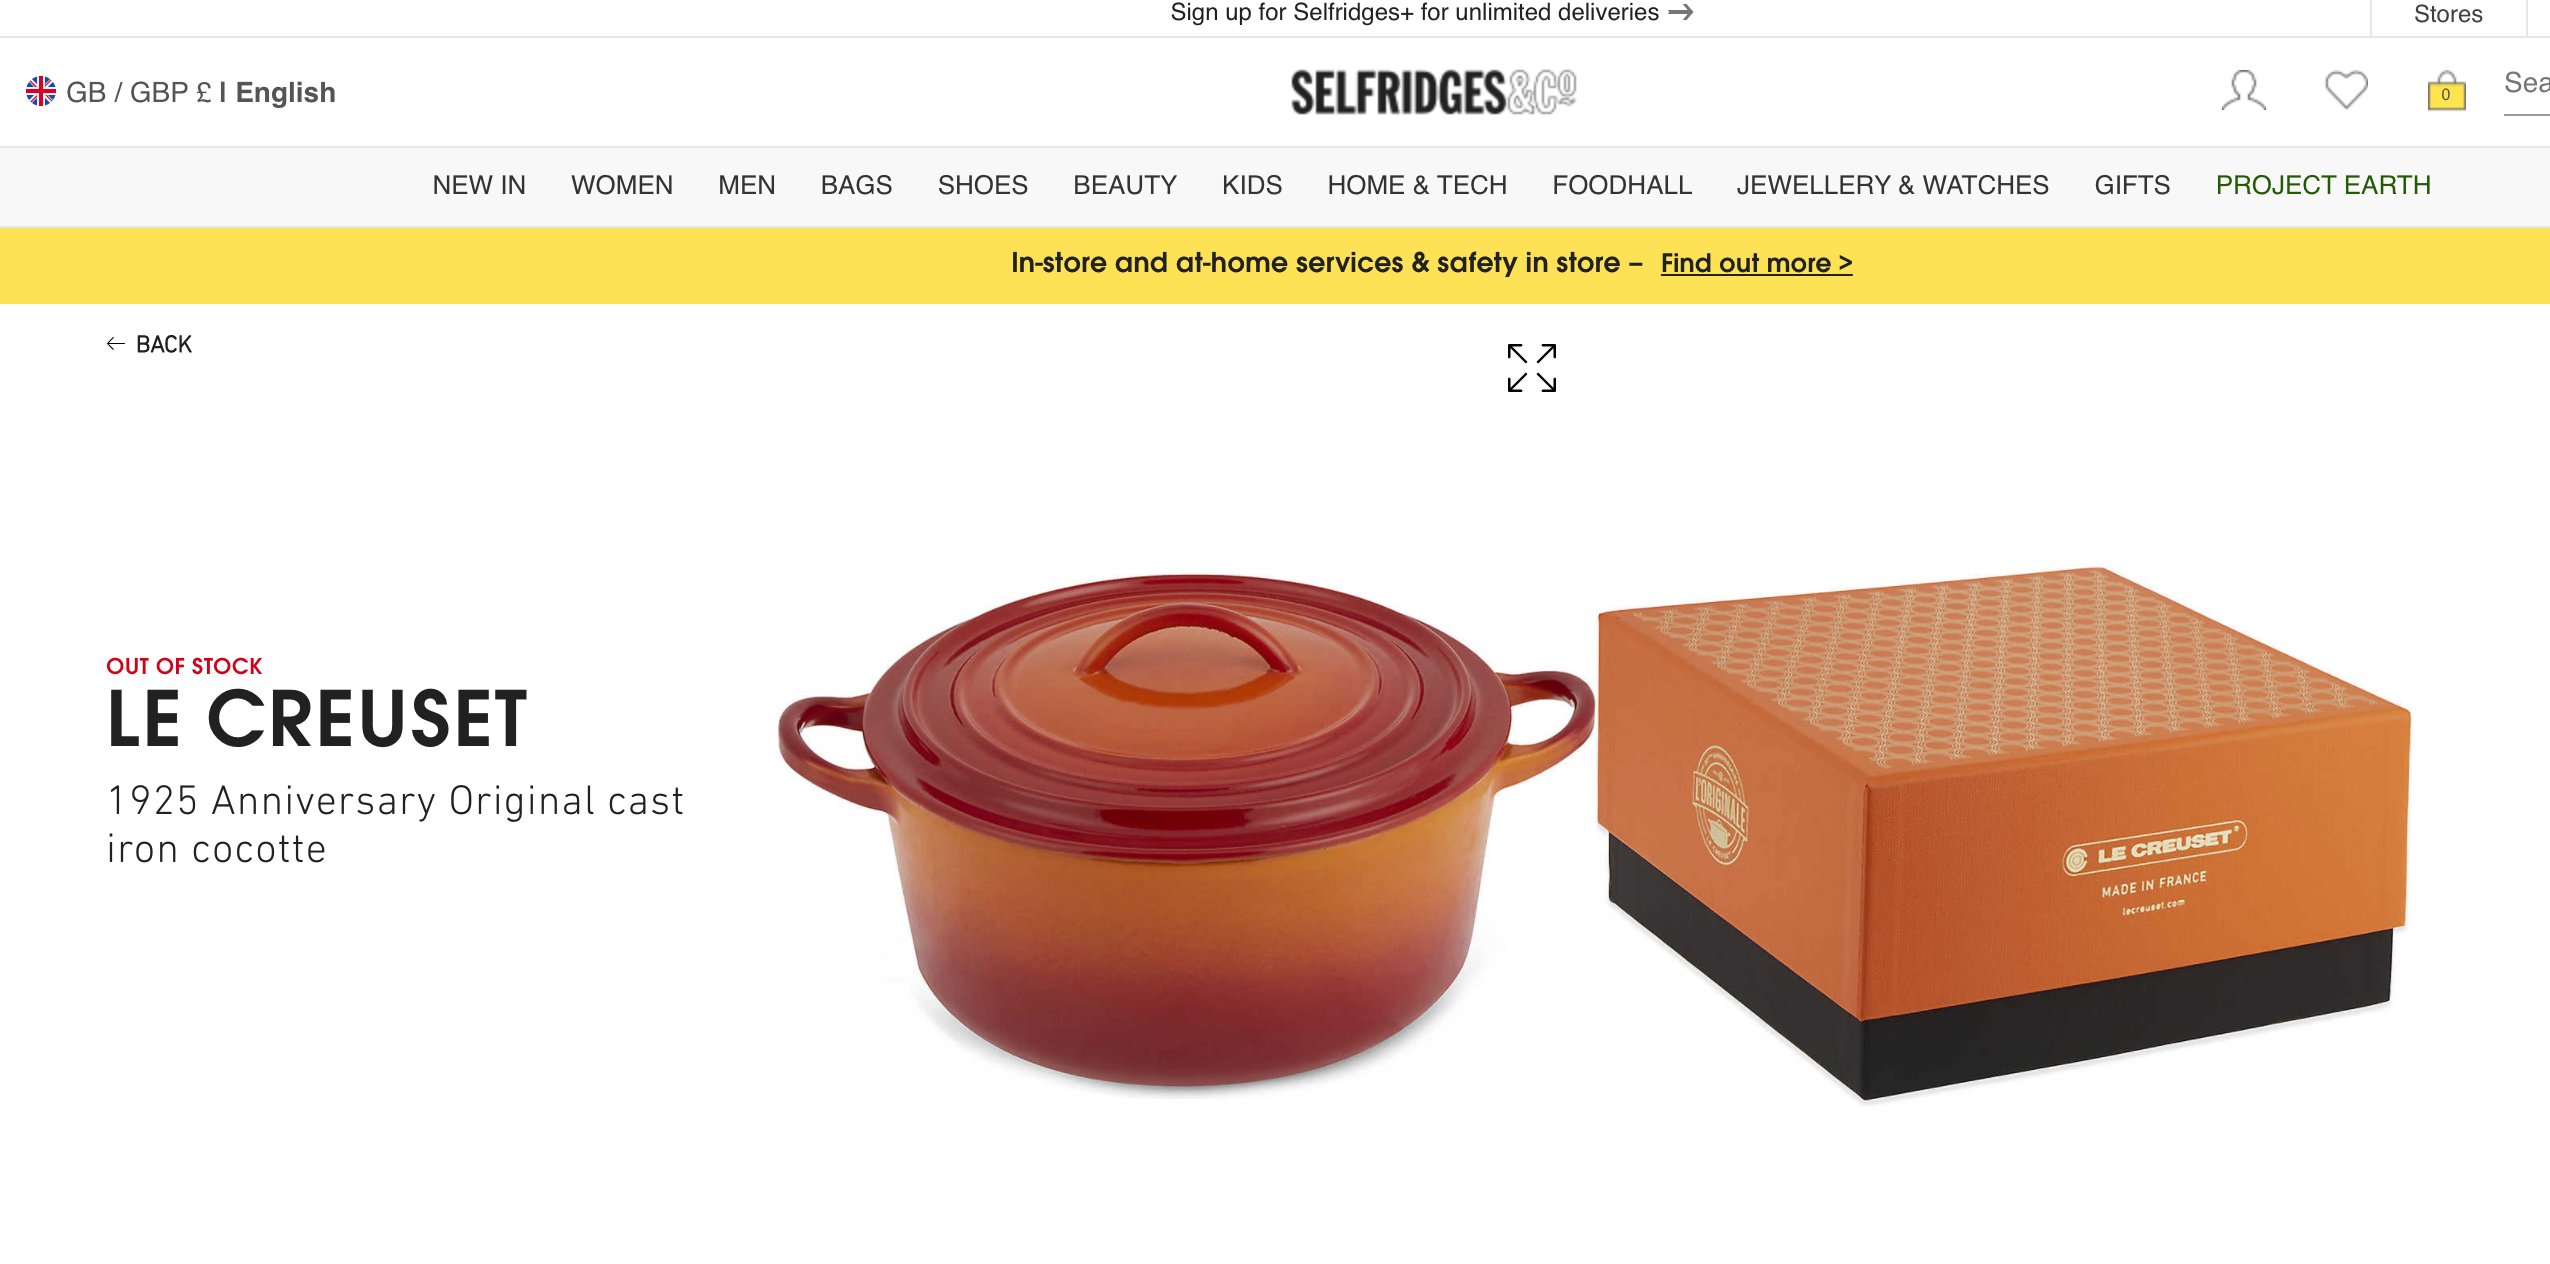 Sign up for Selfridges+ for unlimited deliveries →
Stores
GB / GBP £ | English
SELFRIDGES&Cº
0
NEW IN WOMEN MEN BAGS SHOES BEAUTY KIDS HOME & TECH FOODHALL JEWELLERY & WATCHES GIFTS PROJECT EARTH
In-store and at-home services & safety in store – Find out more >
← BACK
OUT OF STOCK
LE CREUSET
1925 Anniversary Original cast
iron cocotte
L'ORIGINALE
LE CREUSET
MADE IN FRANCE
lecreuset.com